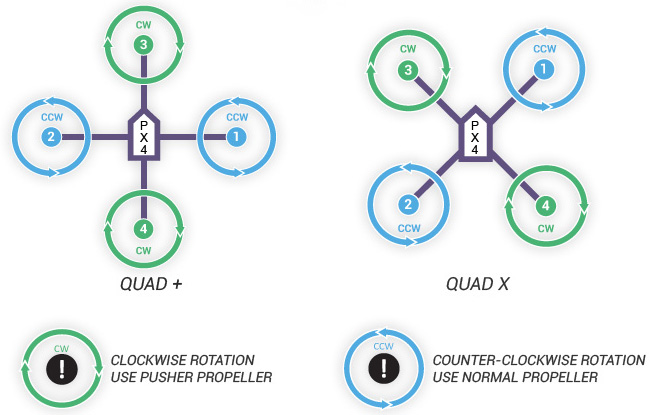 CW
3
CCW
2
P
X
4
CCW
1
4
CW
QUAD +
CW
3
CCW
1
P
X
4
2
CCW
4
CW
QUAD X
CW
!
CLOCKWISE ROTATION
USE PUSHER PROPELLER
CCW
!
COUNTER-CLOCKWISE ROTATION
USE NORMAL PROPELLER